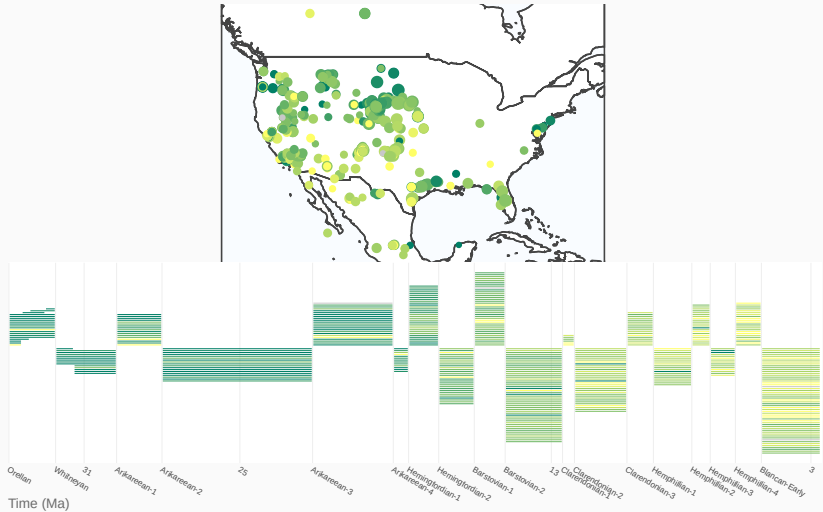 Orellan
Whitneyan
31
Arikareean-1
Arikareean-2
25
Arikareean-3
Arikareean-4
Hemingfordian-1
Hemingfordian-2
Barstovian-1
Barstovian-2
13
Clarendonian-1
Clarendonian-2
Clarendonian-3
Hemphillian-1
Hemphillian-2
Hemphillian-3
Hemphillian-4
Blancan-Early
3
Time (Ma)